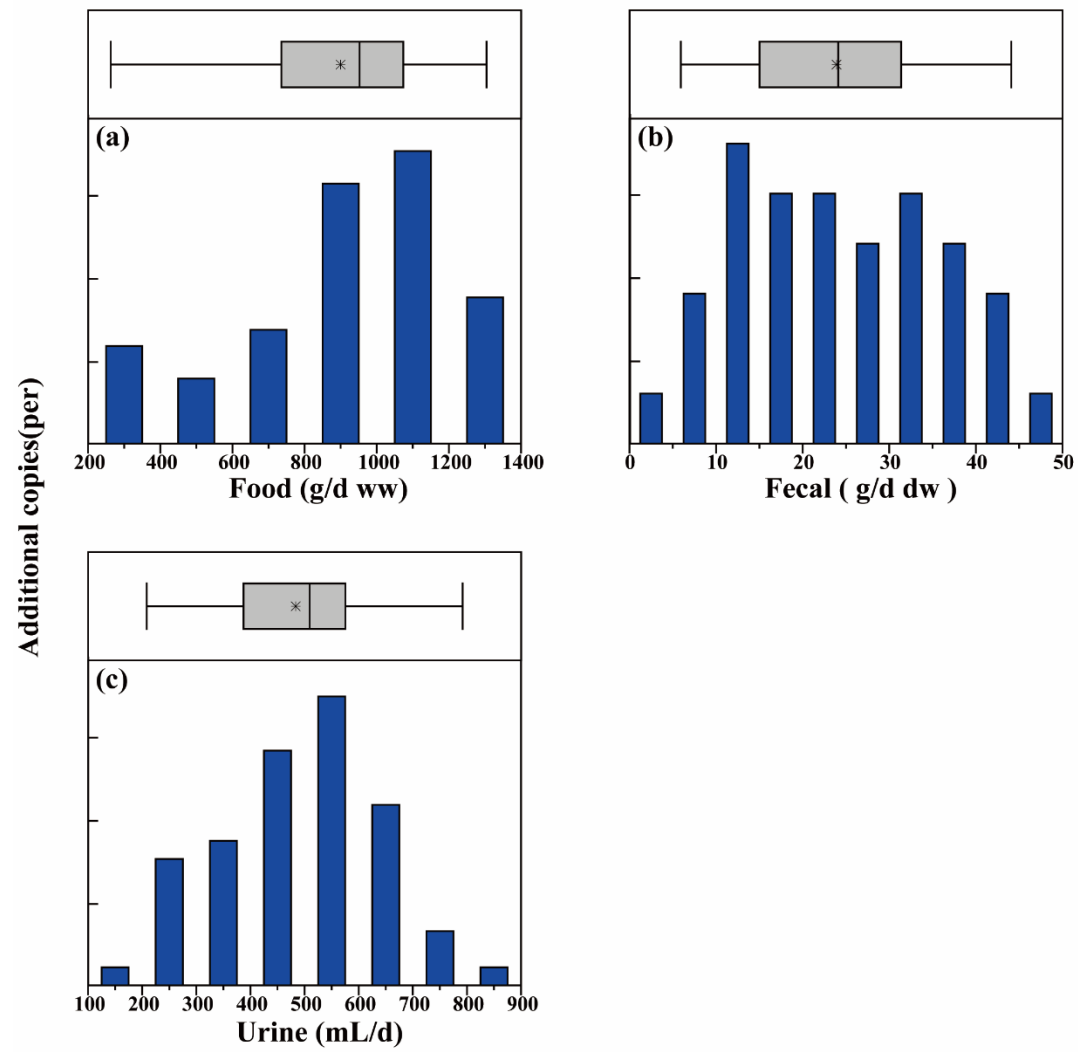 (a)
200 400 600 800 1000 1200 1400
Food (g/d ww)
(b)
0 10 20 30 40 50
Fecal ( g/d dw )
Additional copies(per)
(c)
100 200 300 400 500 600 700 800 900
Urine (mL/d)